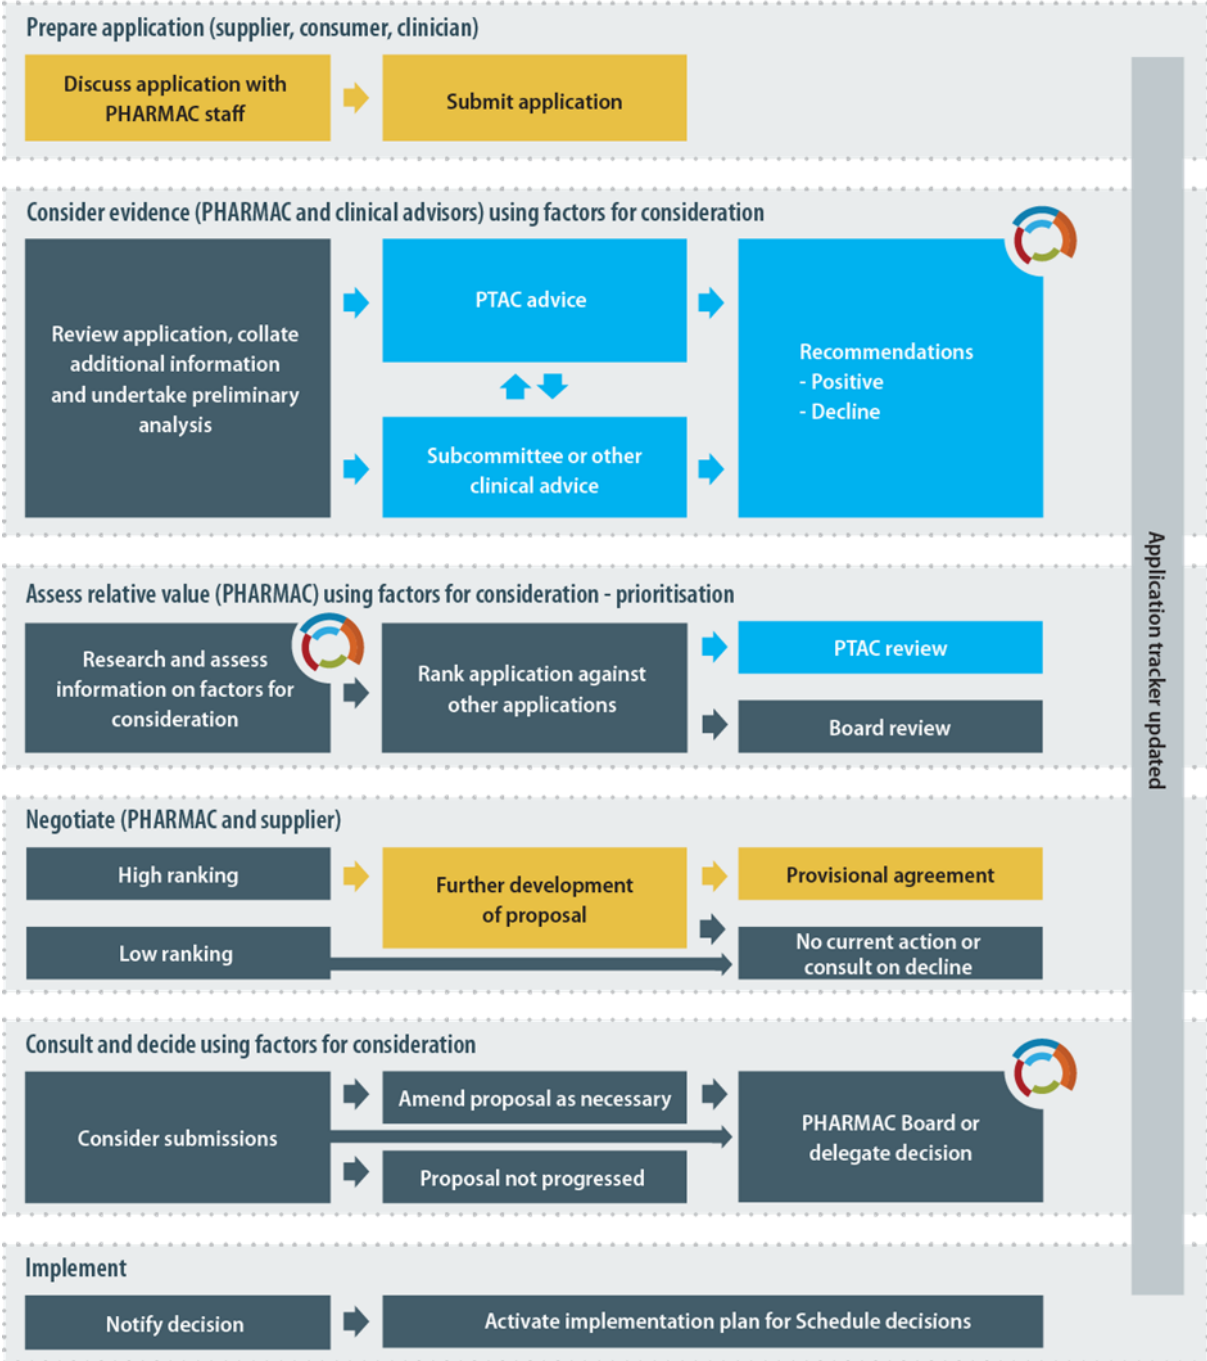 Prepare application (supplier, consumer, clinician)
Discuss application with
PHARMAC staff
Submit application
Consider evidence (PHARMAC and clinical advisors) using factors for consideration
Review application, collate
additional information
and undertake preliminary
analysis
PTAC advice
Subcommittee or other
clinical advice
Recommendations
- Positive
- Decline
Assess relative value (PHARMAC) using factors for consideration - prioritisation
Research and assess
information on factors for
consideration
Rank application against
other applications
PTAC review
Board review
Negotiate (PHARMAC and supplier)
High ranking
Low ranking
Further development
of proposal
Provisional agreement
No current action or
consult on decline
Consult and decide using factors for consideration
Consider submissions
Amend proposal as necessary
Proposal not progressed
PHARMAC Board or
delegate decision
Implement
Notify decision
Activate implementation plan for Schedule decisions
Application tracker updated